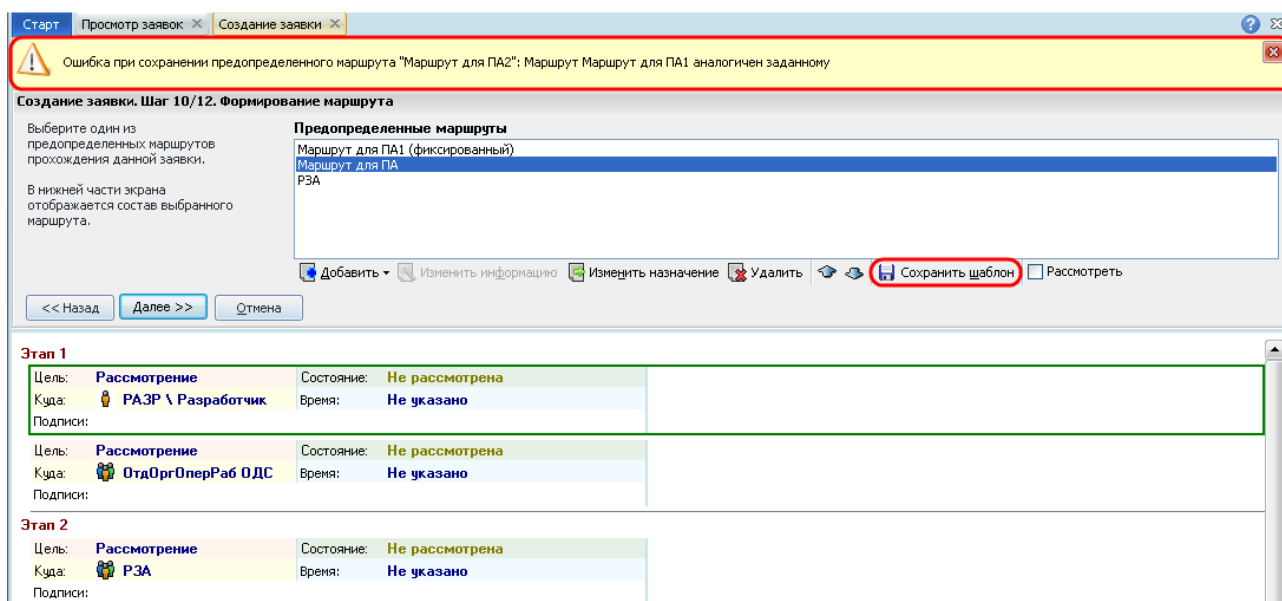 Старт Просмотр заявок Создание заявки
Ошибка при сохранении предопределенного маршрута "Маршрут для ПА2": Маршрут Маршрут для ПА1 аналогичен заданному
Создание заявки. Шаг 10/12. Формирование маршрута
Выберите один из
предопределенных маршрутов
прохождения данной заявки.
В нижней части экрана
отображается состав выбранного
маршрута.
Предопределенные маршруты
Маршрут для ПА1 (фиксированный)
Маршрут для ПА
РЗА
Добавить Изменить информацию Изменить назначение Удалить Сохранить шаблон Рассмотреть
<< Назад Далее >> Отмена
Этап 1
Цель: Рассмотрение Состояние: Не рассмотрена
Куда: РАЗР \ Разработчик Время: Не указано
Подписи:
Цель: Рассмотрение Состояние: Не рассмотрена
Куда: ОтдОргОперРаб ОДС Время: Не указано
Подписи:
Этап 2
Цель: Рассмотрение Состояние: Не рассмотрена
Куда: РЗА Время: Не указано
Подписи: